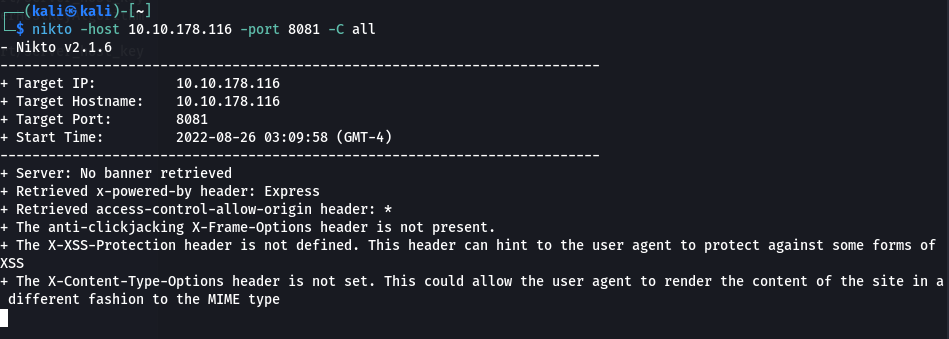 ┌──(kali㉿kali)-[~]
└─$ nikto -host 10.10.178.116 -port 8081 -C all
- Nikto v2.1.6
---------------------------------------------------------------------------
+ Target IP:          10.10.178.116
+ Target Hostname:    10.10.178.116
+ Target Port:        8081
+ Start Time:         2022-08-26 03:09:58 (GMT-4)
---------------------------------------------------------------------------
+ Server: No banner retrieved
+ Retrieved x-powered-by header: Express
+ Retrieved access-control-allow-origin header: *
+ The anti-clickjacking X-Frame-Options header is not present.
+ The X-XSS-Protection header is not defined. This header can hint to the user agent to protect against some forms of
XSS
+ The X-Content-Type-Options header is not set. This could allow the user agent to render the content of the site in a
different fashion to the MIME type